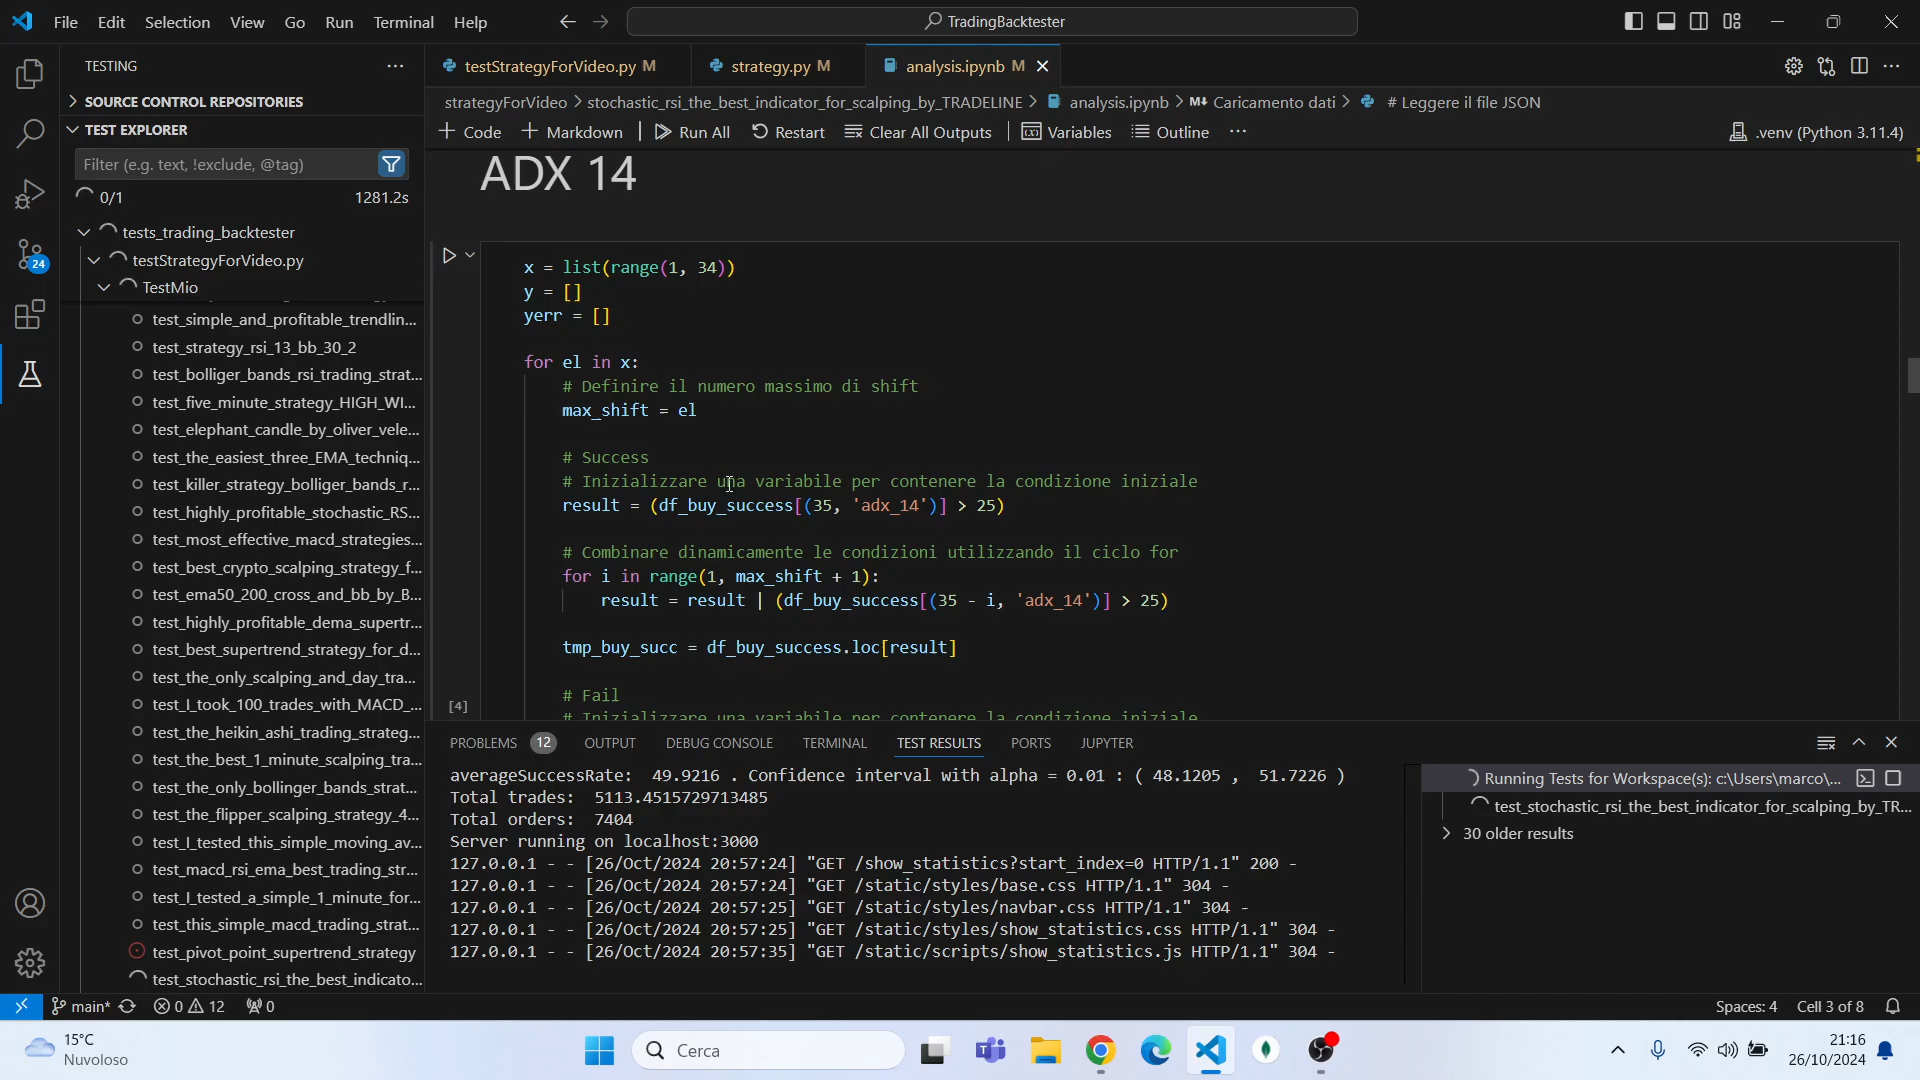 File Edit Selection View Go Run Terminal Help
TradingBacktester
TESTING
SOURCE CONTROL REPOSITORIES
TEST EXPLORER
Filter (e.g. text, !exclude, @tag)
0/1 1281.2s
tests_trading_backtester
testStrategyForVideo.py
TestMio
test_simple_and_profitable_trendlin...
test_strategy_rsi_13_bb_30_2
test_bolliger_bands_rsi_trading_strat...
test_five_minute_strategy_HIGH_WI...
test_elephant_candle_by_oliver_vele...
test_the_easiest_three_EMA_techniq...
test_killer_strategy_bolliger_bands_r...
test_highly_profitable_stochastic_RS...
test_most_effective_macd_strategies...
test_best_crypto_scalping_strategy_f...
test_ema50_200_cross_and_bb_by_B...
test_highly_profitable_dema_supertr...
test_best_supertrend_strategy_for_d...
test_the_only_scalping_and_day_tra...
test_I_took_100_trades_with_MACD_...
test_the_heikin_ashi_trading_strateg...
test_the_best_1_minute_scalping_tra...
test_the_only_bollinger_bands_strat...
test_the_flipper_scalping_strategy_4...
test_I_tested_this_simple_moving_av...
test_macd_rsi_ema_best_trading_str...
test_I_tested_a_simple_1_minute_for...
test_this_simple_macd_trading_strat...
test_pivot_point_supertrend_strategy
test_stochastic_rsi_the_best_indicato...
testStrategyForVideo.py M strategy.py M analysis.ipynb M
strategyForVideo > stochastic_rsi_the_best_indicator_for_scalping_by_TRADELINE > analysis.ipynb > M↓ Caricamento dati > # Leggere il file JSON
+ Code + Markdown | Run All Restart Clear All Outputs | Variables Outline ... .venv (Python 3.11.4)
ADX 14
x = list(range(1, 34))
y = []
yerr = []
for el in x:
# Definire il numero massimo di shift
max_shift = el
# Success
# Inizializzare una variabile per contenere la condizione iniziale
result = (df_buy_success[(35, 'adx_14')] > 25)
# Combinare dinamicamente le condizioni utilizzando il ciclo for
for i in range(1, max_shift + 1):
result = result | (df_buy_success[(35 - i, 'adx_14')] > 25)
tmp_buy_succ = df_buy_success.loc[result]
# Fail
# Inizializzare una variabile per contenere la condizione iniziale
[4]
PROBLEMS 12 OUTPUT DEBUG CONSOLE TERMINAL TEST RESULTS PORTS JUPYTER
averageSuccessRate:  49.9216 . Confidence interval with alpha = 0.01 : ( 48.1205 ,  51.7226 )
Total trades:  5113.4515729713485
Total orders:  7404
Server running on localhost:3000
127.0.0.1 - - [26/Oct/2024 20:57:24] "GET /show_statistics?start_index=0 HTTP/1.1" 200 -
127.0.0.1 - - [26/Oct/2024 20:57:24] "GET /static/styles/base.css HTTP/1.1" 304 -
127.0.0.1 - - [26/Oct/2024 20:57:25] "GET /static/styles/navbar.css HTTP/1.1" 304 -
127.0.0.1 - - [26/Oct/2024 20:57:25] "GET /static/styles/show_statistics.css HTTP/1.1" 304 -
127.0.0.1 - - [26/Oct/2024 20:57:35] "GET /static/scripts/show_statistics.js HTTP/1.1" 304 -
Running Tests for Workspace(s): c:\Users\marco\...
test_stochastic_rsi_the_best_indicator_for_scalping_by_TR...
30 older results
24
main* 0 12 0 Spaces: 4 Cell 3 of 8
15°C
Nuvoloso
Cerca
21:16
26/10/2024